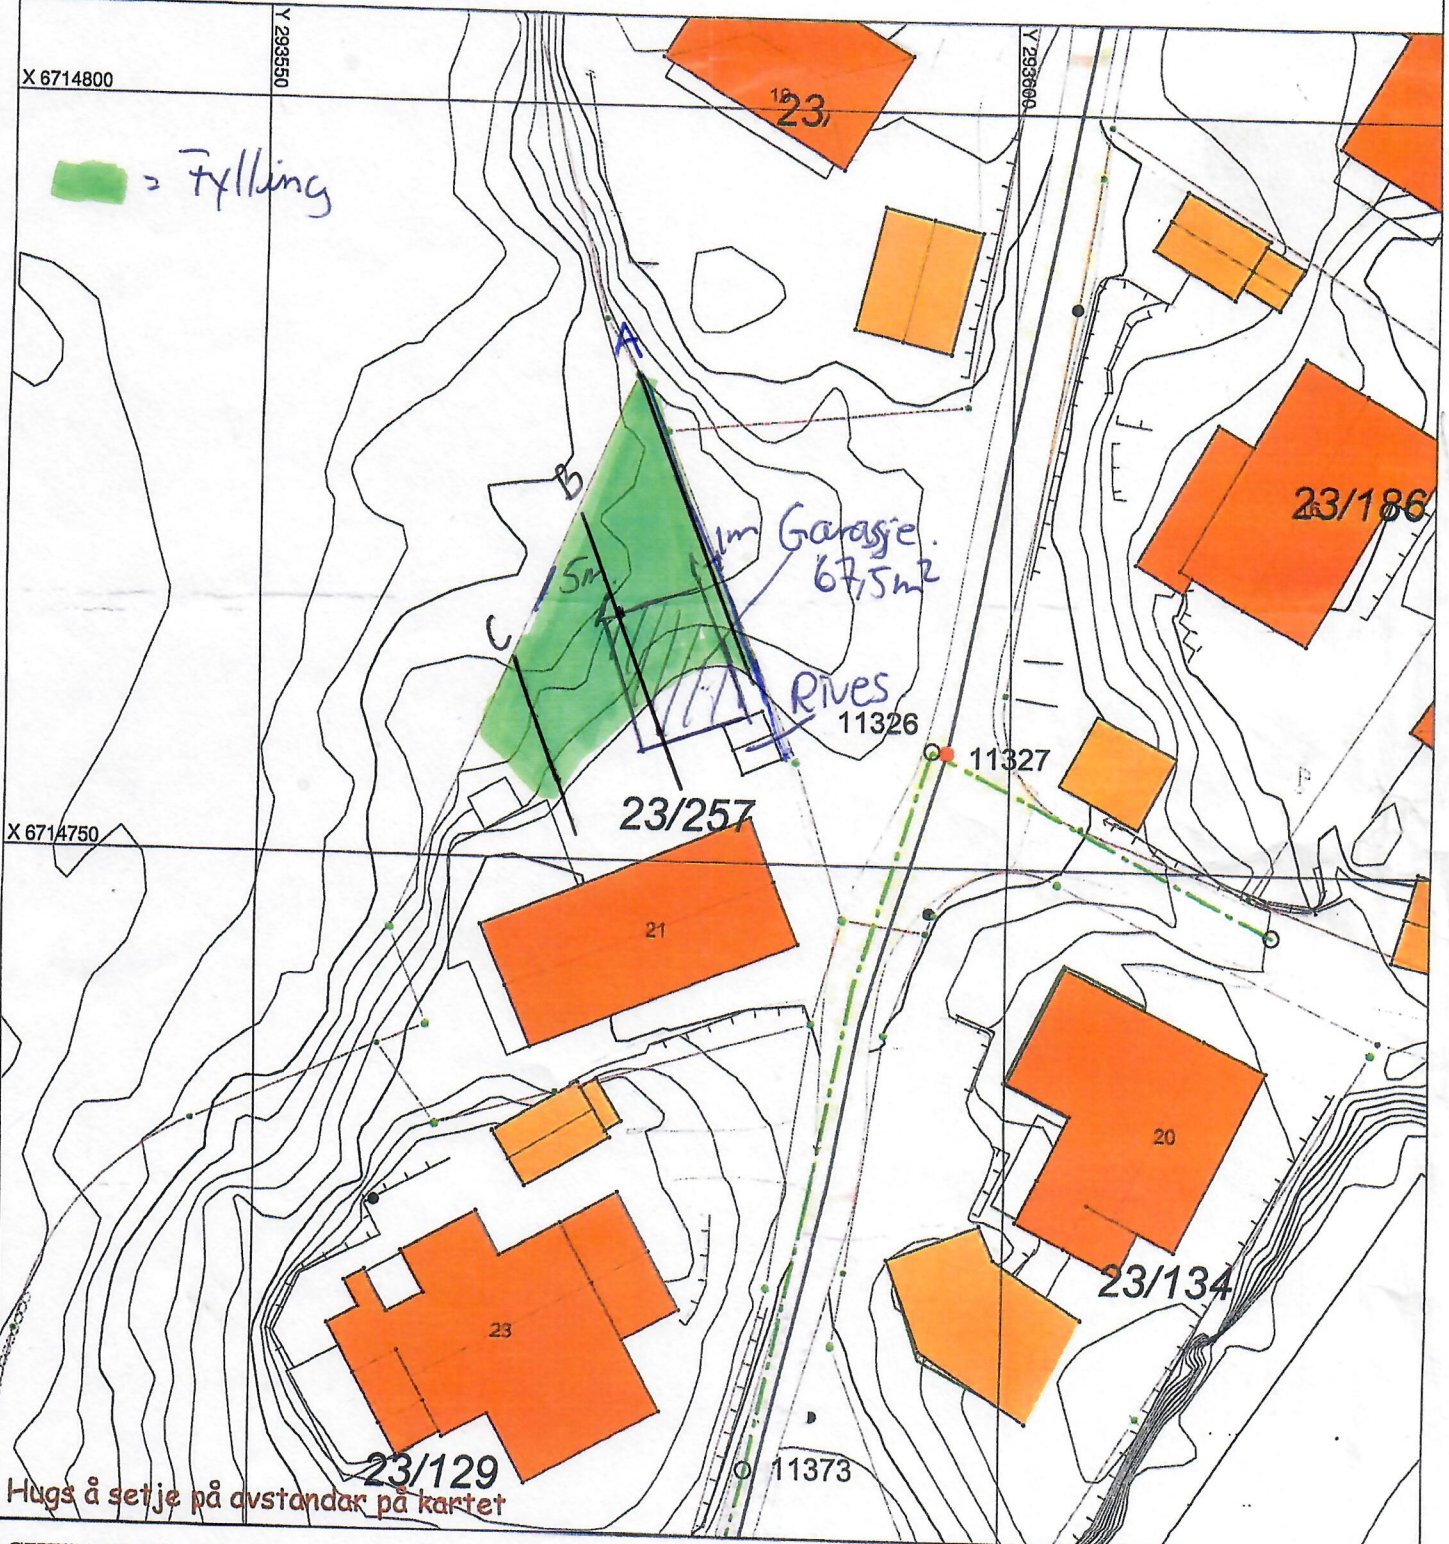 Y 293550
Y 293600
X 6714800
23/
= Fylling
A
23/186
B
1m Garasje.
67,5m²
5m
C
Rives
11326
11327
23/257
X 6714750
21
20
23/134
23
23/129
11373
Hugs å setje på avstandar på kartet